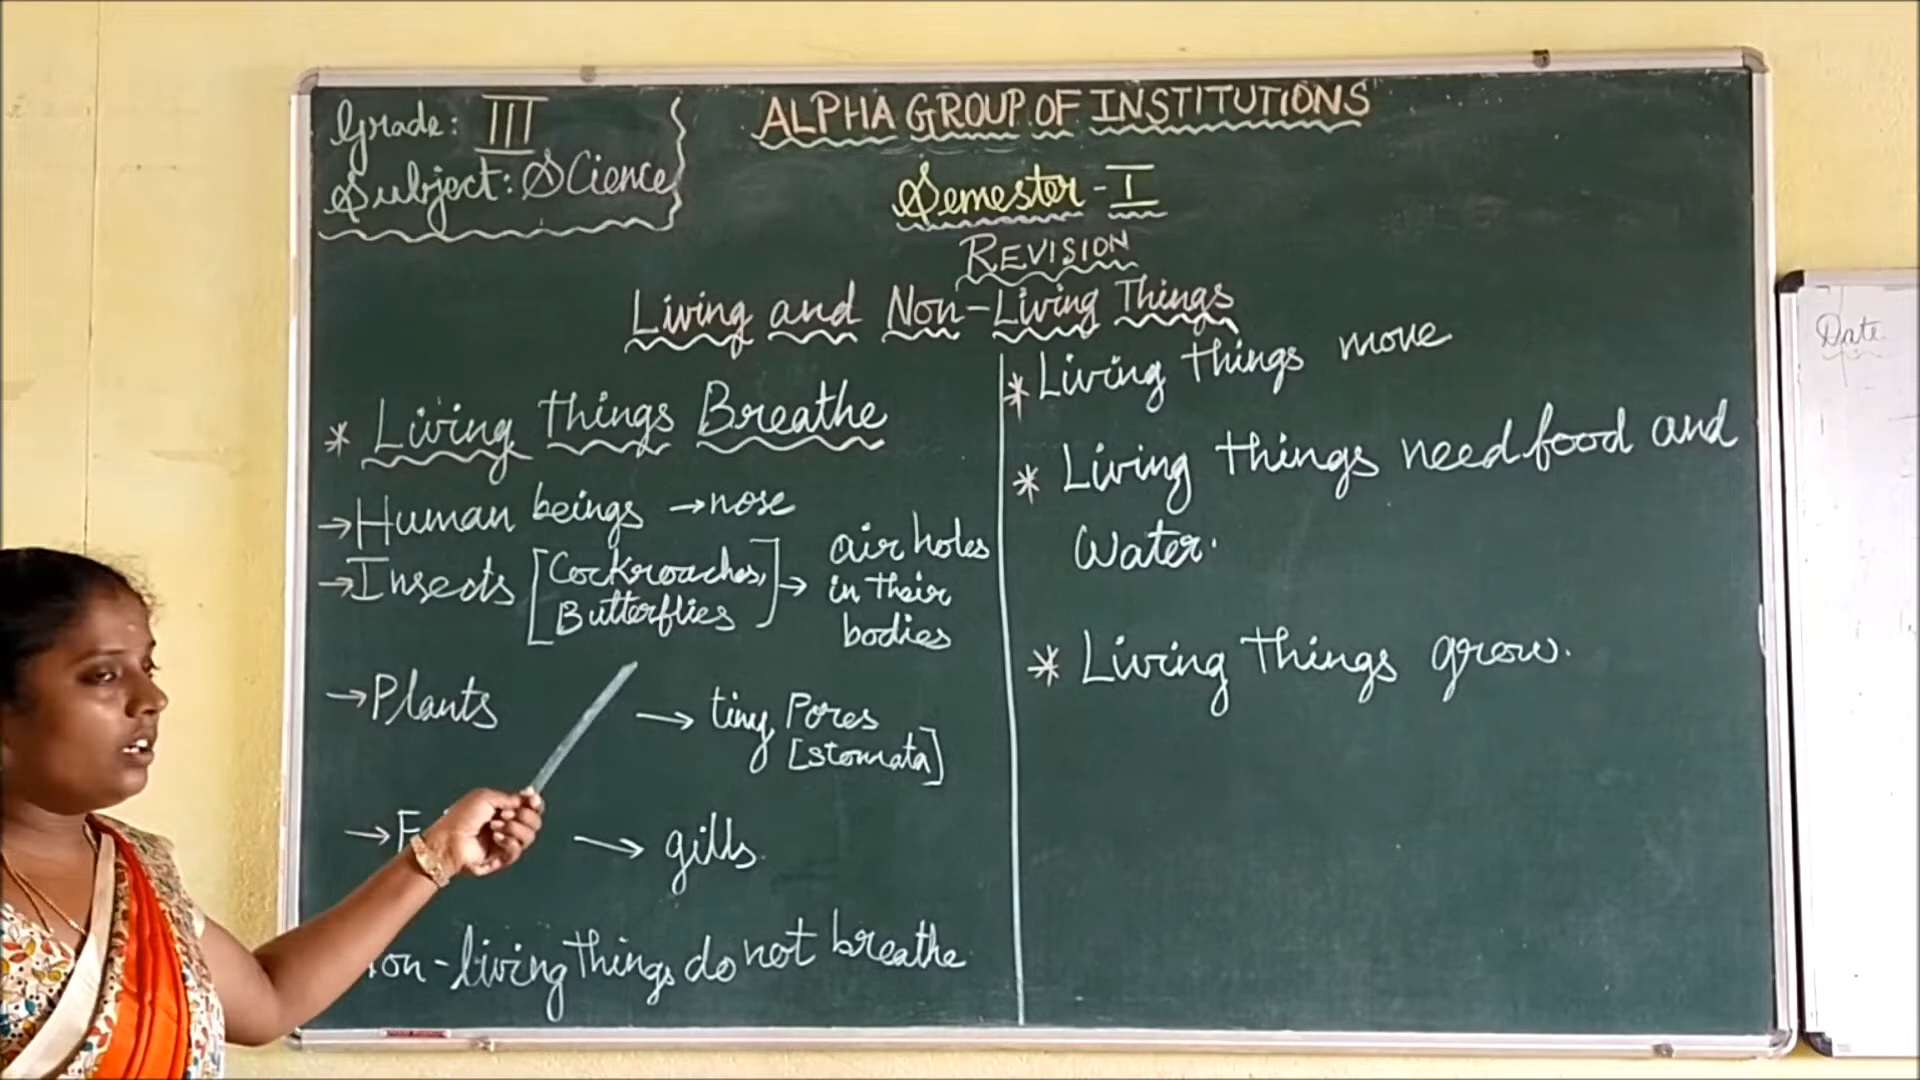 Grade: III
Subject: Science
ALPHA GROUP OF INSTITUTIONS
Semester - I
REVISION
Living and Non-Living Things
* Living things Breathe
→ Human beings → nose
→ Insects [Cockroaches, Butterflies] → air holes in their bodies
→ Plants → tiny Pores [stomata]
→ → gills
-living things do not breathe
* Living things move
* Living things need food and
Water.
* Living things grow.
Date